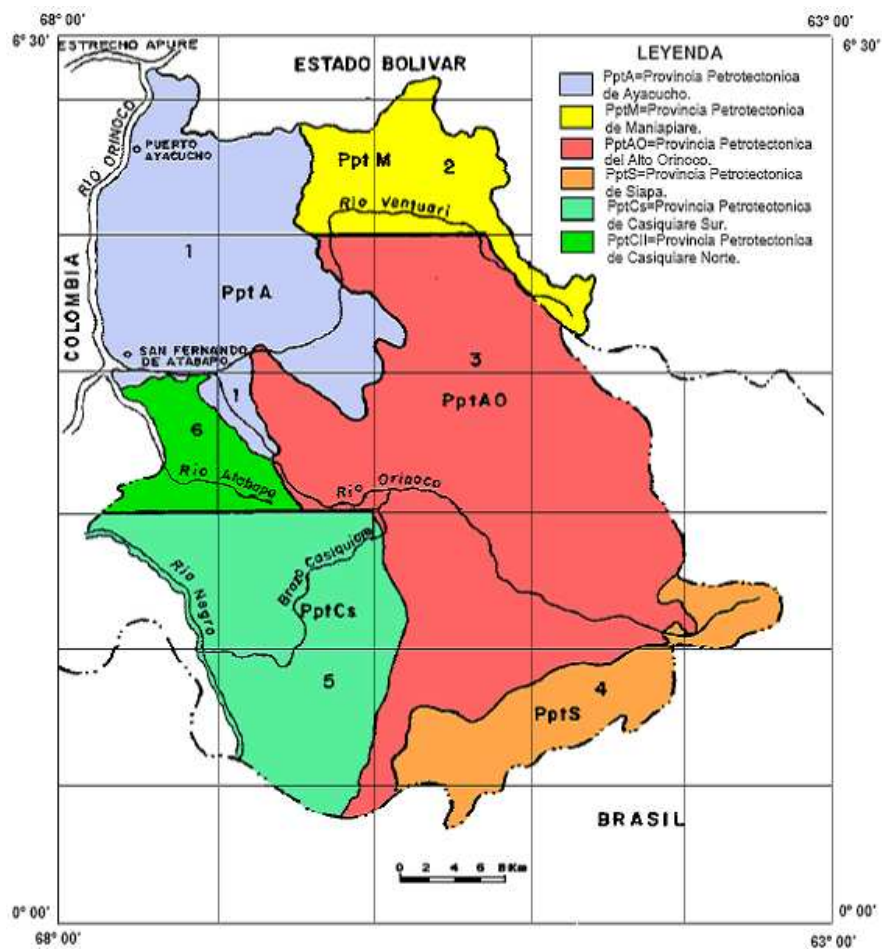 68° 00'
63° 00'
6° 30'
6° 30'
ESTRECHO APURE
ESTADO BOLIVAR
LEYENDA
PptA=Provincia Petrotectonica
de Ayacucho.
PptM=Provincia Petrotectonica
de Maniapiare.
PptAO=Provincia Petrotectonica
del Alto Orinoco.
PptS=Provincia Petrotectonica
de Siapa.
PptCs=Provincia Petrotectonica
de Casiquiare Sur.
PptCII=Provincia Petrotectonica
de Casiquiare Norte.
RIO ORINOCO
PUERTO
AYACUCHO
PptM
2
Rio Ventuari
1
PptA
COLOMBIA
SAN FERNANDO
DE ATABAPO
3
PptAO
1
6
Rio Atabapo
Rio Orinoco
Rio Negro
Brazo Casiquiare
PptCs
5
4
PptS
BRASIL
0 2 4 6 8Km
0° 00'
0° 00'
68° 00'
63° 00'